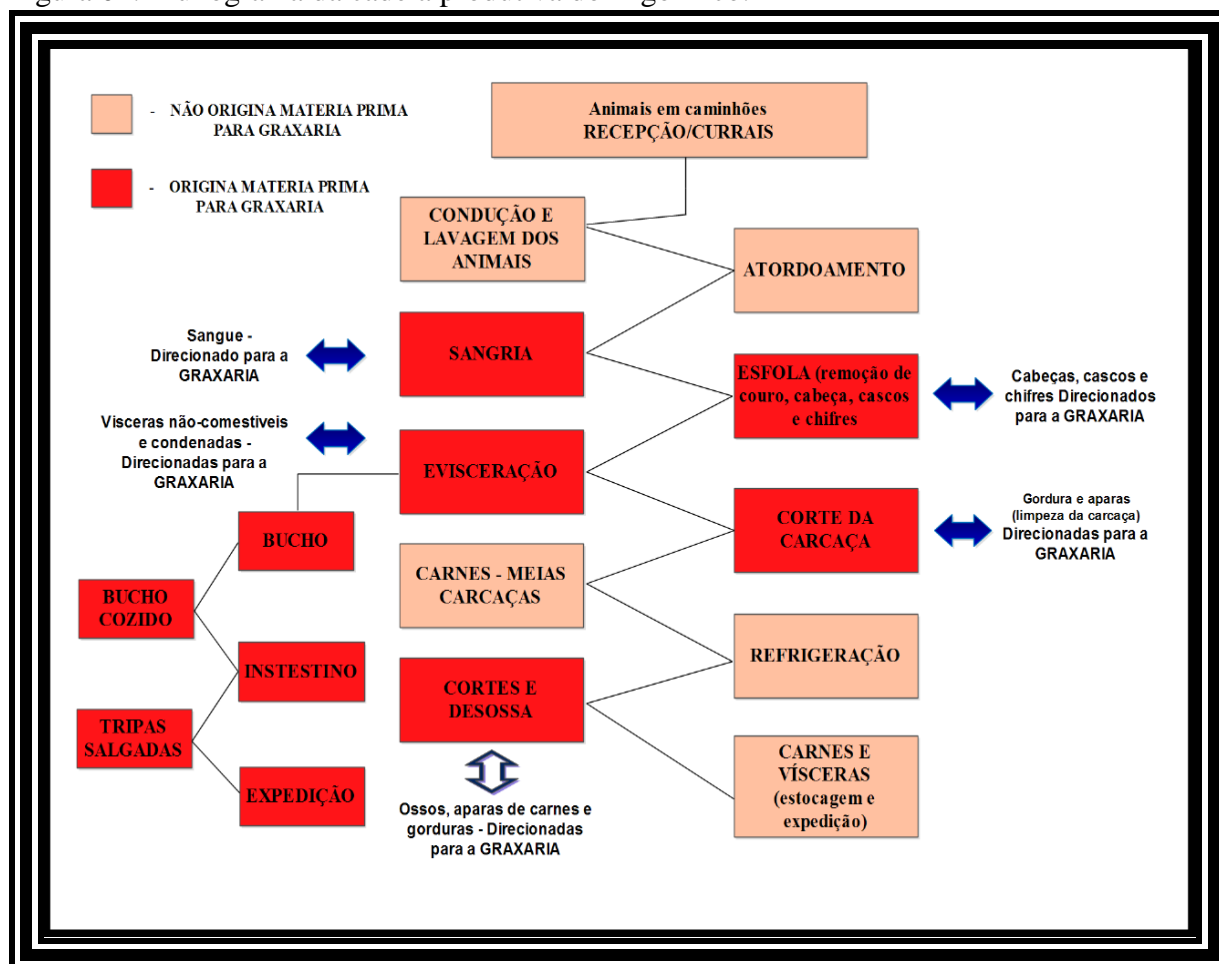 - NÃO ORIGINA MATERIA PRIMA
PARA GRAXARIA
- ORIGINA MATERIA PRIMA
PARA GRAXARIA
Animais em caminhões
RECEPÇÃO/CURRAIS
CONDUÇÃO E
LAVAGEM DOS
ANIMAIS
ATORDOAMENTO
Sangue -
Direcionado para a
GRAXARIA
SANGRIA
ESFOLA (remoção de
couro, cabeça, cascos
e chifres
Cabeças, cascos e
chifres Direcionados
para a GRAXARIA
Visceras não-comestíveis
e condenadas -
Direcionadas para a
GRAXARIA
EVISCERAÇÃO
CORTE DA
CARCAÇA
Gordura e aparas
(limpeza da carcaça)
Direcionadas para a
GRAXARIA
BUCHO
CARNES - MEIAS
CARCAÇAS
BUCHO
COZIDO
REFRIGERAÇÃO
INSTESTINO
CORTES E
DESOSSA
TRIPAS
SALGADAS
EXPEDIÇÃO
CARNES E
VÍSCERAS
(estocagem e
expedição)
Ossos, aparas de carnes e
gorduras - Direcionadas
para a GRAXARIA